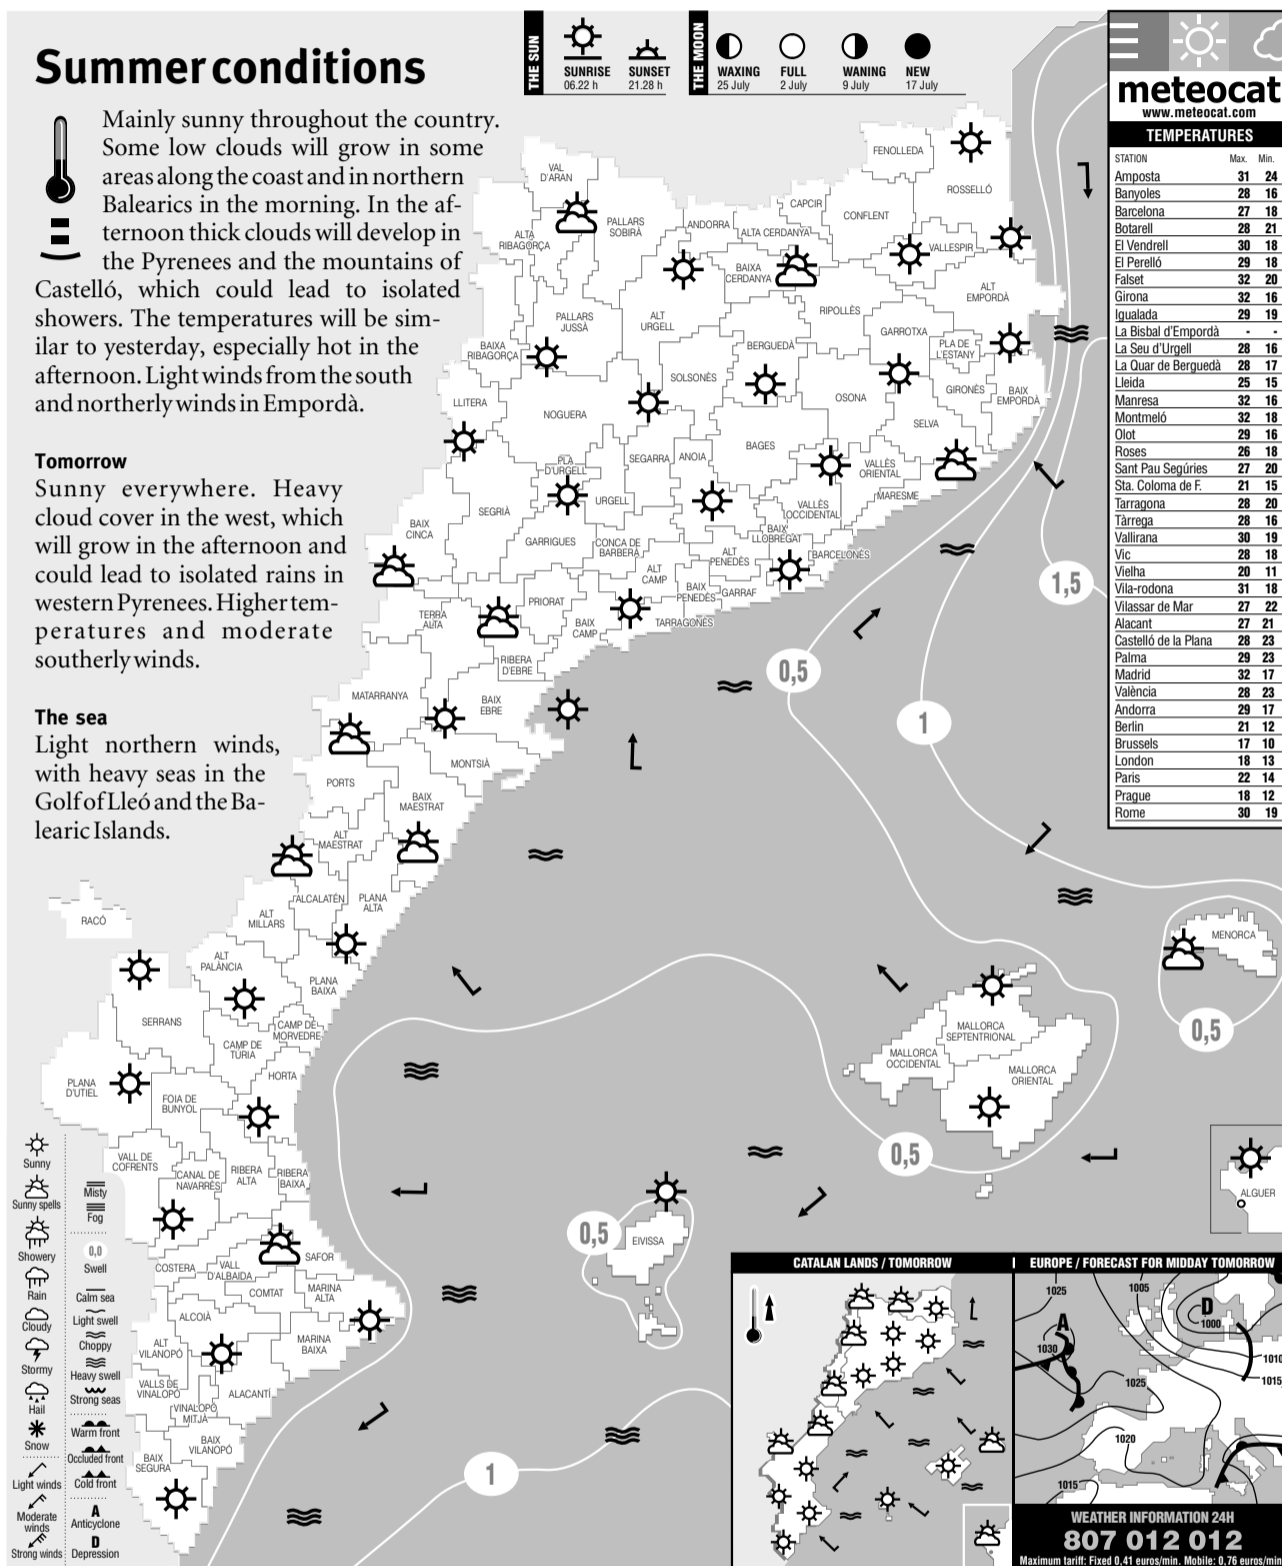 Summer conditions
Mainly sunny throughout the country.
Some low clouds will grow in some
areas along the coast and in northern
Balearics in the morning. In the af-
ternoon thick clouds will develop in
the Pyrenees and the mountains of
Castelló, which could lead to isolated
showers. The temperatures will be sim-
ilar to yesterday, especially hot in the
afternoon. Light winds from the south
and northerly winds in Empordà.
Tomorrow
Sunny everywhere. Heavy
cloud cover in the west, which
will grow in the afternoon and
could lead to isolated rains in
western Pyrenees. Higher tem-
peratures and moderate
southerly winds.
The sea
Light northern winds,
with heavy seas in the
Golf of Lleó and the Ba-
learic Islands.
THE SUN
SUNRISE
06.22 h
SUNSET
21.28 h
THE MOON
WAXING
25 July
FULL
2 July
WANING
9 July
NEW
17 July
meteocat
www.meteocat.com
TEMPERATURES
STATION Max. Min.
Amposta 31 24
Banyoles 28 16
Barcelona 27 18
Botarell 28 21
El Vendrell 30 18
El Perelló 29 18
Falset 32 20
Girona 32 16
Igualada 29 19
La Bisbal d'Empordà - -
La Seu d'Urgell 28 16
La Quar de Berguedà 28 17
Lleida 25 15
Manresa 32 16
Montmeló 32 18
Olot 29 16
Roses 26 18
Sant Pau Segúries 27 20
Sta. Coloma de F. 21 15
Tarragona 28 20
Tàrrega 28 16
Vallirana 30 19
Vic 28 18
Vielha 20 11
Vila-rodona 31 18
Vilassar de Mar 27 22
Alacant 27 21
Castelló de la Plana 28 23
Palma 29 23
Madrid 32 17
València 28 23
Andorra 29 17
Berlin 21 12
Brussels 17 10
London 18 13
Paris 22 14
Prague 18 12
Rome 30 19
FENOLLEDA
VAL
D'ARAN
ROSSELLÓ
CAPCIR
CONFLENT
PALLARS
SOBIRÀ
ANDORRA
ALTA CERDANYA
ALTA
RIBAGORÇA
VALLESPIR
BAIXA
CERDANYA
ALT
EMPORDÀ
RIPOLLÈS
PALLARS
JUSSÀ
ALT
URGELL
GARROTXA
BERGUEDÀ
PLA DE
L'ESTANY
BAIXA
RIBAGORÇA
SOLSONÈS
GIRONÈS
BAIX
EMPORDÀ
OSONA
LLITERA
NOGUERA
SELVA
BAGES
SEGARRA
ANOIA
PLA
D'URGELL
VALLÈS
ORIENTAL
MARESME
URGELL
SEGRIÀ
VALLÈS
OCCIDENTAL
BAIX
CINCA
BAIX
LLOBREGAT
GARRIGUES
CONCA DE
BARBERÀ
ALT
PENEDÈS
BARCELONÈS
ALT
CAMP
BAIX
PENEDÈS
GARRAF
PRIORAT
TERRA
ALTA
BAIX
CAMP
TARRAGONÈS
RIBERA
D'EBRE
MATARRANYA
BAIX
EBRE
MONTSIÀ
PORTS
BAIX
MAESTRAT
ALT
MAESTRAT
L'ALCALATÉN
PLANA
ALTA
ALT
MILLARS
RACÓ
ALT
PALÀNCIA
PLANA
BAIXA
SERRANS
CAMP DE
MORVEDRE
CAMP DE
TÚRIA
HORTA
PLANA
D'UTIEL
FOIA DE
BUNYOL
VALL DE
COFRENTS
CANAL DE
NAVARRÉS
RIBERA
ALTA
RIBERA
BAIXA
SAFOR
COSTERA
VALL
D'ALBAIDA
COMTAT
MARINA
ALTA
ALCOIÀ
MARINA
BAIXA
ALT
VILANOPÓ
VALLS DE
VINALOPÓ
ALACANTÍ
VINALOPÓ
MITJÀ
BAIX
VILANOPÓ
BAIX
SEGURA
MENORCA
MALLORCA
SEPTENTRIONAL
MALLORCA
OCCIDENTAL
MALLORCA
ORIENTAL
EIVISSA
ALGUER
1,5
0,5
1
0,5
0,5
0,5
1
Sunny
Sunny spells
Showery
Rain
Cloudy
Stormy
Hail
Snow
Light winds
Moderate
winds
Strong winds
Misty
Fog
0,0
Swell
Calm sea
Light swell
Choppy
Heavy swell
Strong seas
Warm front
Occluded front
Cold front
A
Anticyclone
D
Depression
CATALAN LANDS / TOMORROW
EUROPE / FORECAST FOR MIDDAY TOMORROW
1025
1005
D
1000
A
1030
1010
1025
1015
1020
1015
WEATHER INFORMATION 24H
807 012 012
Maximum tariff: Fixed 0,41 euros/min. Mobile: 0,76 euros/min